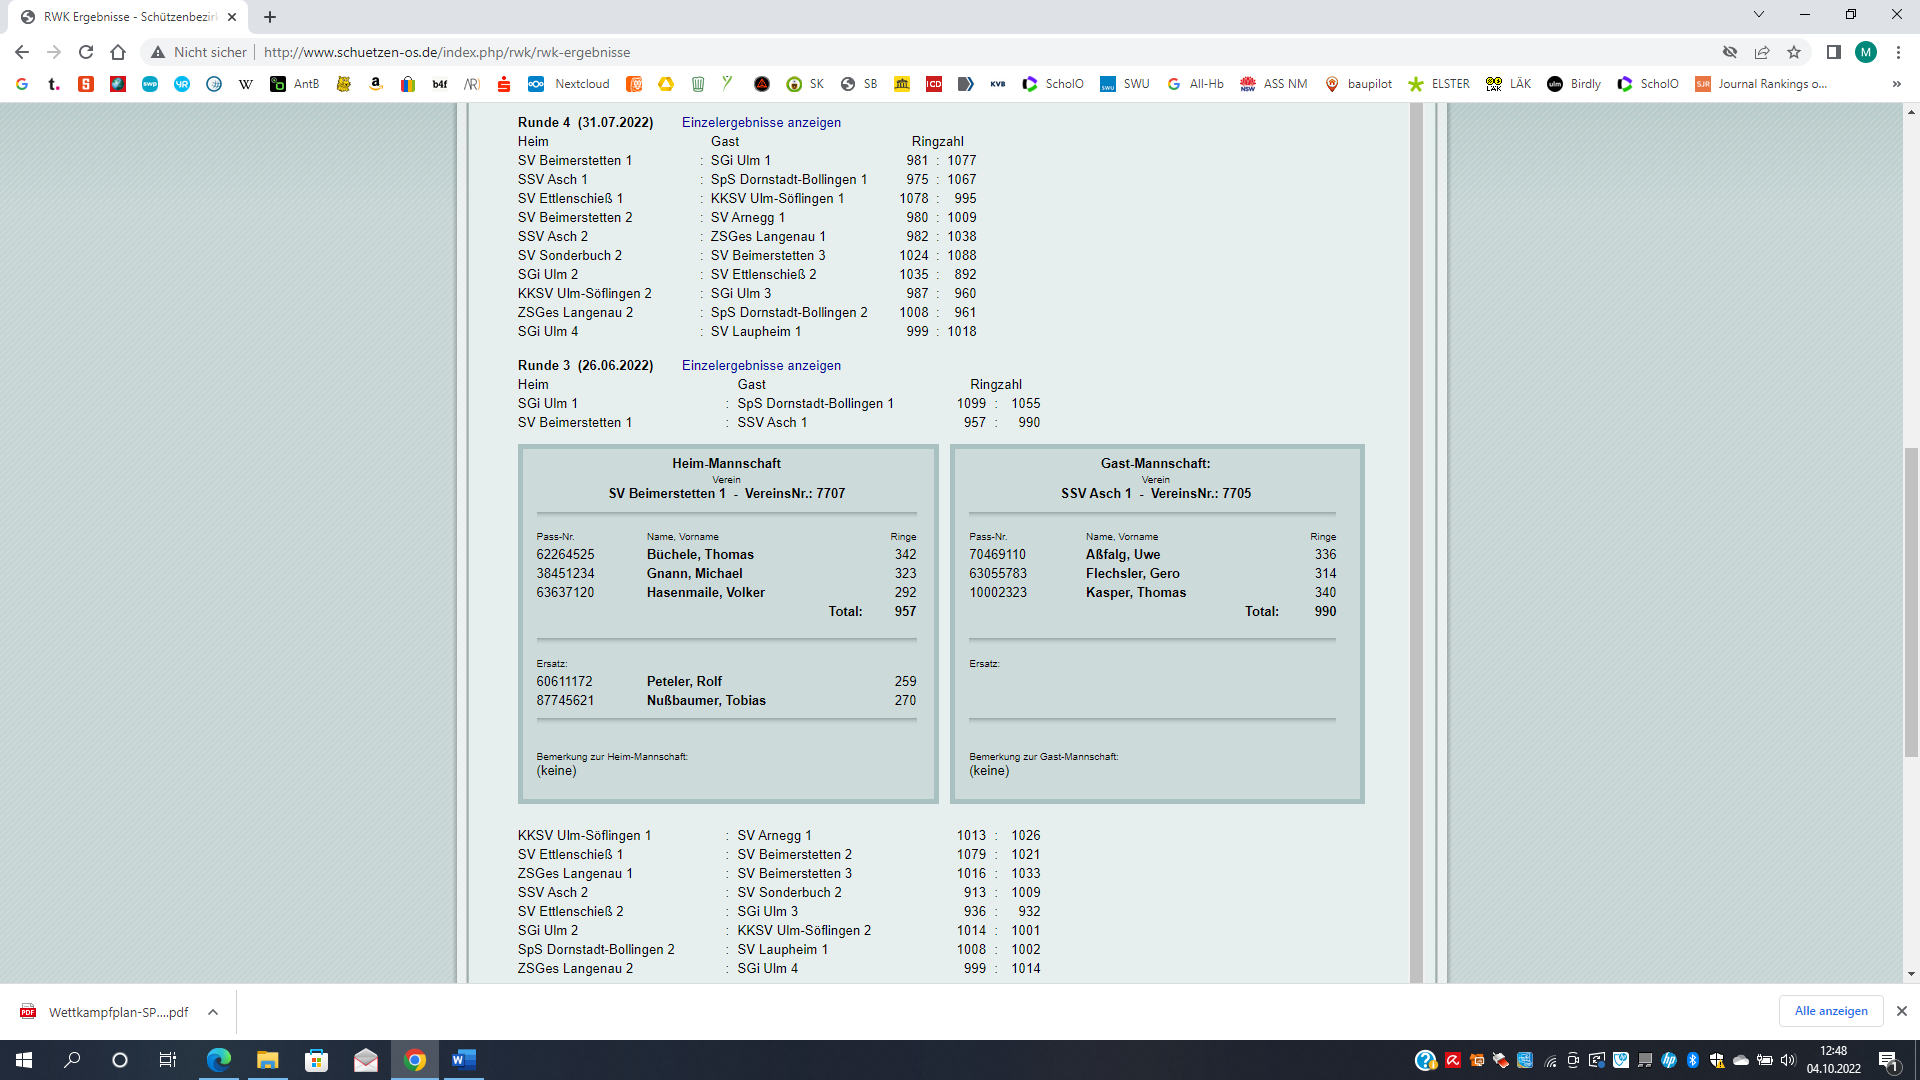 RWK Ergebnisse - Schützenbezirk
Nicht sicher | http://www.schuetzen-os.de/index.php/rwk/rwk-ergebnisse M
AntB b4f Nextcloud SK SB ICD KVB ScholO SWU All-Hb ASS NM baupilot ELSTER LÄK Birdly ScholO Journal Rankings o... »
Runde 4 (31.07.2022) Einzelergebnisse anzeigen
Heim Gast Ringzahl
SV Beimerstetten 1 : SGi Ulm 1 981 : 1077
SSV Asch 1 : SpS Dornstadt-Bollingen 1 975 : 1067
SV Ettlenschieß 1 : KKSV Ulm-Söflingen 1 1078 : 995
SV Beimerstetten 2 : SV Arnegg 1 980 : 1009
SSV Asch 2 : ZSGes Langenau 1 982 : 1038
SV Sonderbuch 2 : SV Beimerstetten 3 1024 : 1088
SGi Ulm 2 : SV Ettlenschieß 2 1035 : 892
KKSV Ulm-Söflingen 2 : SGi Ulm 3 987 : 960
ZSGes Langenau 2 : SpS Dornstadt-Bollingen 2 1008 : 961
SGi Ulm 4 : SV Laupheim 1 999 : 1018
Runde 3 (26.06.2022) Einzelergebnisse anzeigen
Heim Gast Ringzahl
SGi Ulm 1 : SpS Dornstadt-Bollingen 1 1099 : 1055
SV Beimerstetten 1 : SSV Asch 1 957 : 990
Heim-Mannschaft
Verein
SV Beimerstetten 1 - VereinsNr.: 7707
Pass-Nr. Name, Vorname Ringe
62264525 Büchele, Thomas 342
38451234 Gnann, Michael 323
63637120 Hasenmaile, Volker 292
Total: 957
Ersatz:
60611172 Peteler, Rolf 259
87745621 Nußbaumer, Tobias 270
Bemerkung zur Heim-Mannschaft:
(keine)
Gast-Mannschaft:
Verein
SSV Asch 1 - VereinsNr.: 7705
Pass-Nr. Name, Vorname Ringe
70469110 Aßfalg, Uwe 336
63055783 Flechsler, Gero 314
10002323 Kasper, Thomas 340
Total: 990
Ersatz:
Bemerkung zur Gast-Mannschaft:
(keine)
KKSV Ulm-Söflingen 1 : SV Arnegg 1 1013 : 1026
SV Ettlenschieß 1 : SV Beimerstetten 2 1079 : 1021
ZSGes Langenau 1 : SV Beimerstetten 3 1016 : 1033
SSV Asch 2 : SV Sonderbuch 2 913 : 1009
SV Ettlenschieß 2 : SGi Ulm 3 936 : 932
SGi Ulm 2 : KKSV Ulm-Söflingen 2 1014 : 1001
SpS Dornstadt-Bollingen 2 : SV Laupheim 1 1008 : 1002
ZSGes Langenau 2 : SGi Ulm 4 999 : 1014
Wettkampfplan-SP....pdf Alle anzeigen
12:48
04.10.2022